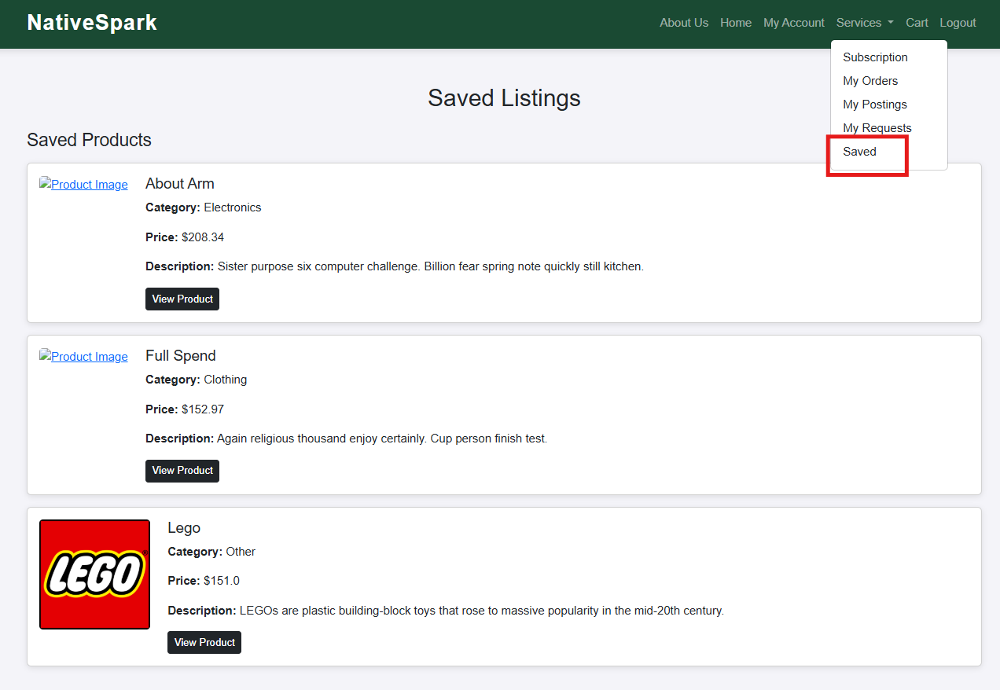 NativeSpark
About Us Home My Account Services Cart Logout
Subscription
My Orders
My Postings
My Requests
Saved
Saved Listings
Saved Products
Product Image
About Arm
Category: Electronics
Price: $208.34
Description: Sister purpose six computer challenge. Billion fear spring note quickly still kitchen.
View Product
Product Image
Full Spend
Category: Clothing
Price: $152.97
Description: Again religious thousand enjoy certainly. Cup person finish test.
View Product
LEGO
Lego
Category: Other
Price: $151.0
Description: LEGOs are plastic building-block toys that rose to massive popularity in the mid-20th century.
View Product